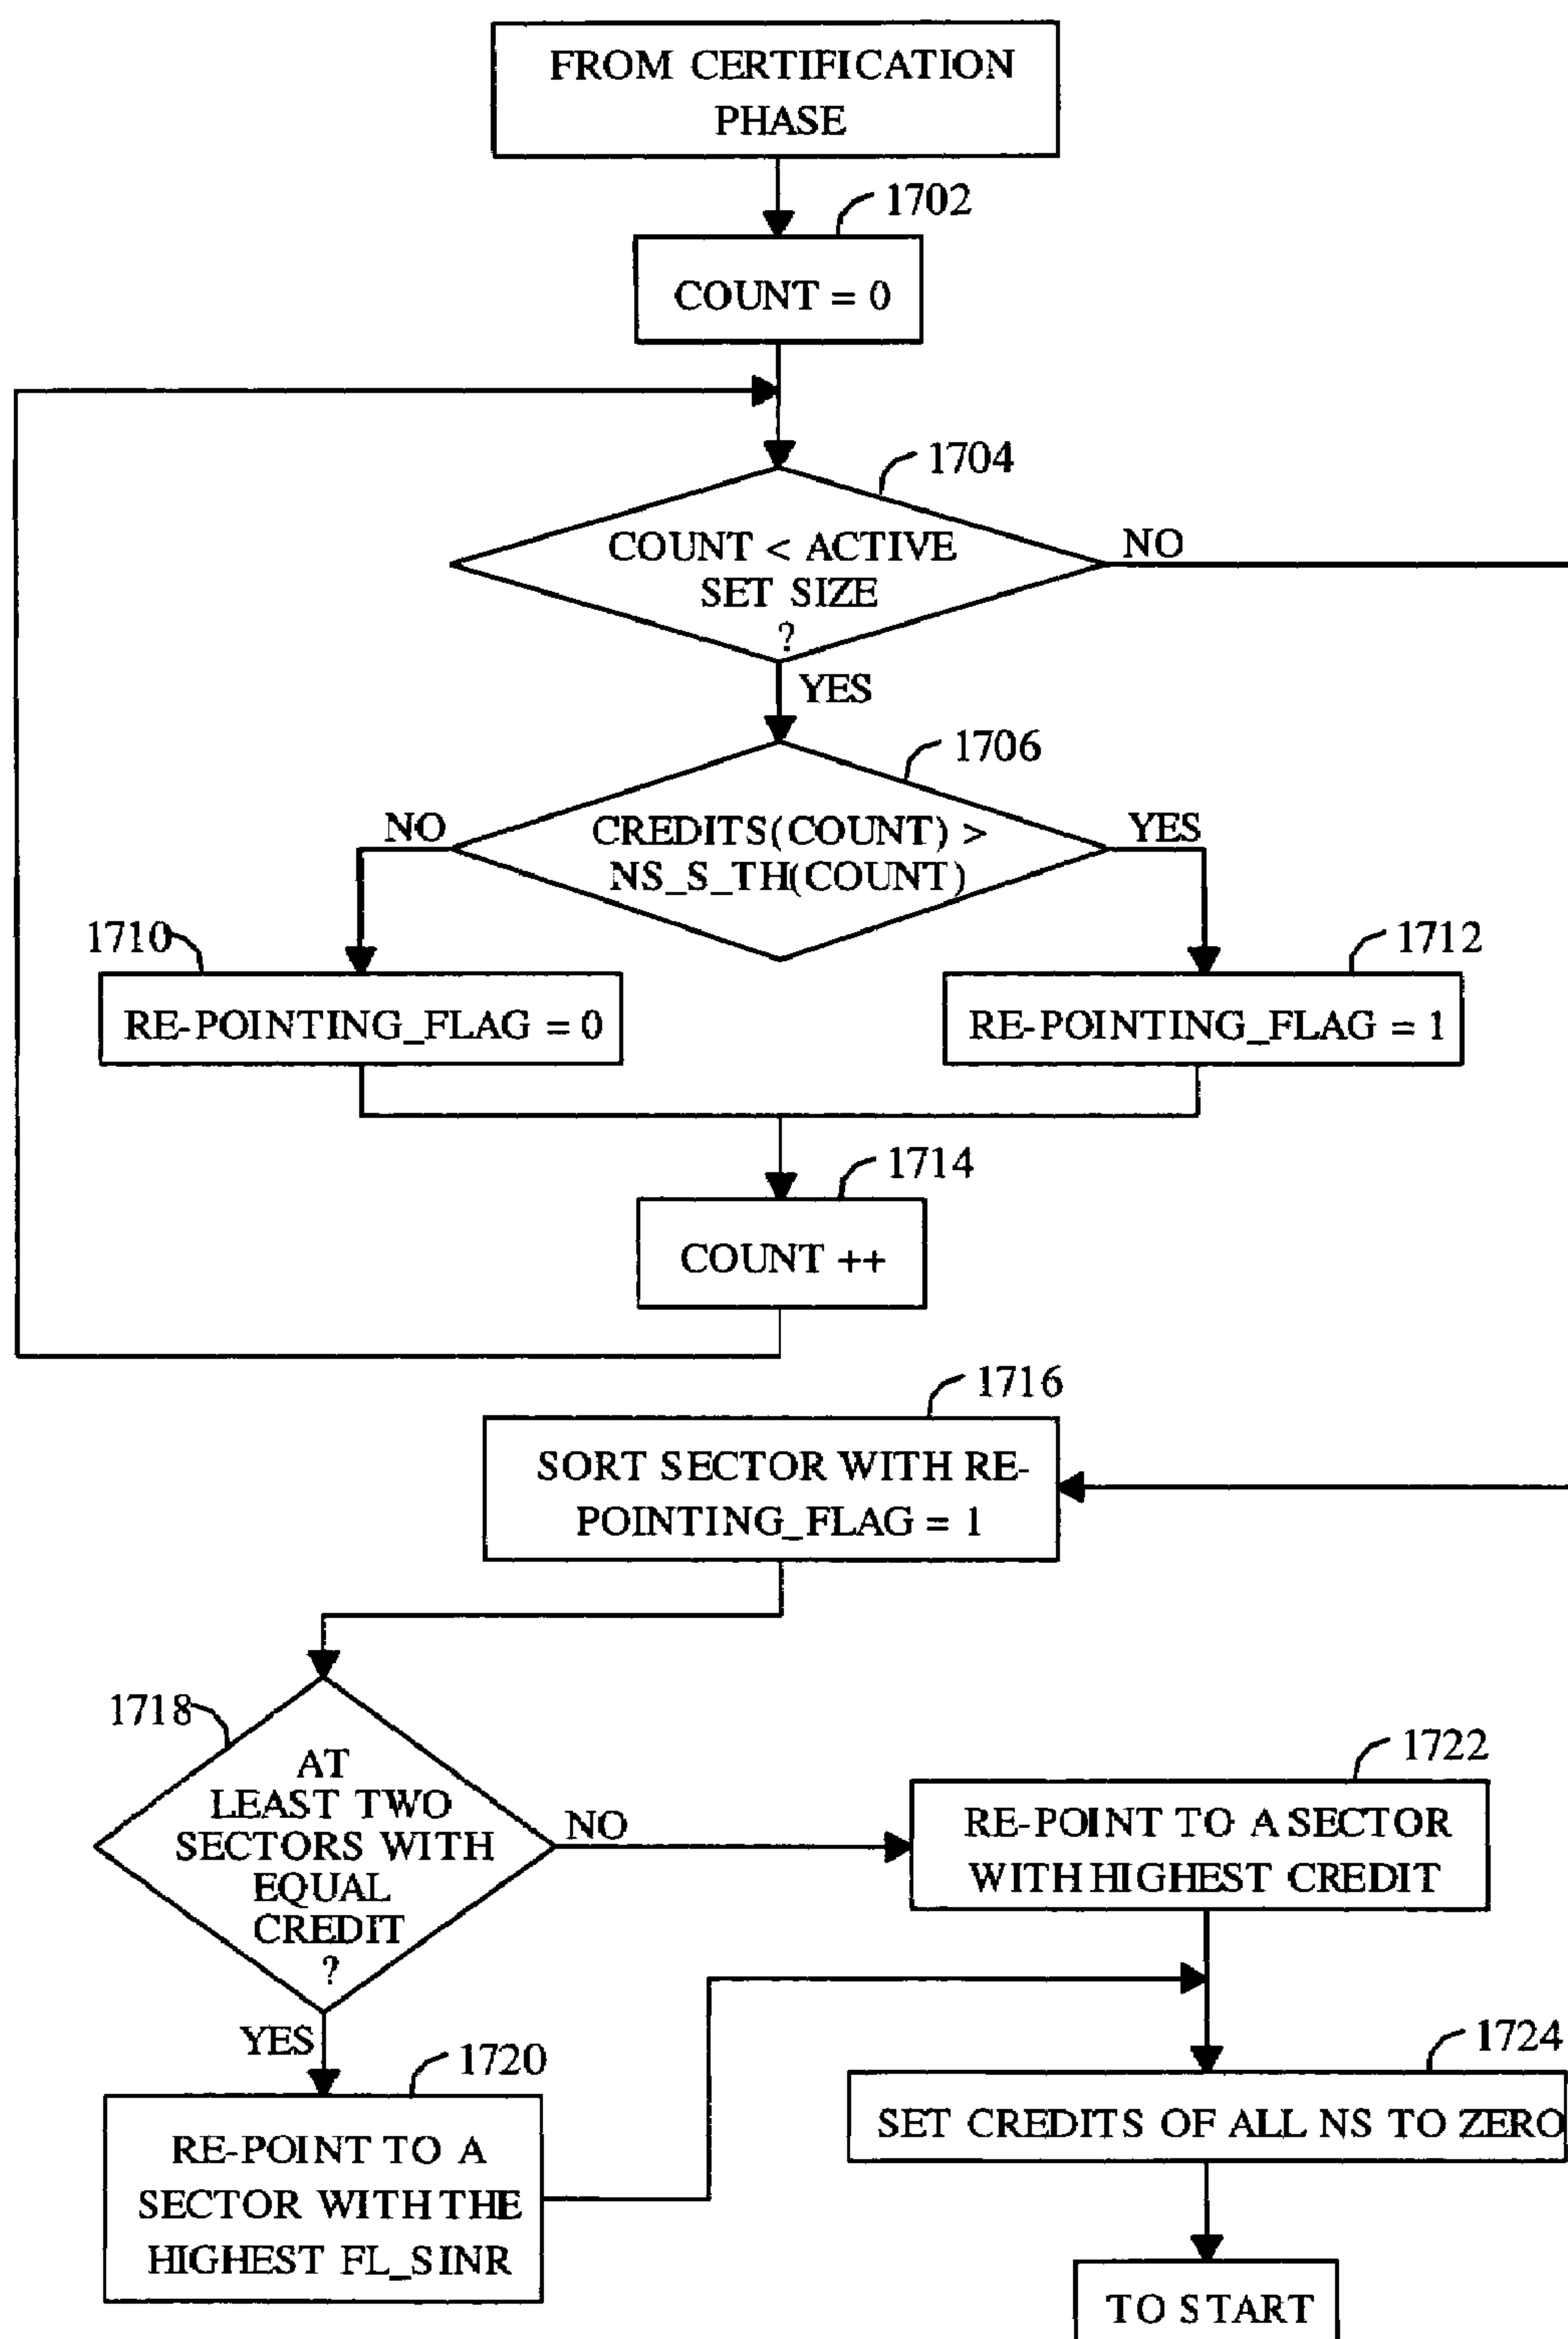 FROM CERTIFICATION
PHASE
1702
COUNT = 0
1704
COUNT < ACTIVE
SET SIZE
?
NO
YES
1706
CREDITS(COUNT) >
NS_S_TH(COUNT)
NO
YES
1710
RE-POINTING_FLAG = 0
1712
RE-POINTING_FLAG = 1
1714
COUNT ++
1716
SORT SECTOR WITH RE-
POINTING_FLAG = 1
1718
AT
LEAST TWO
SECTORS WITH
EQUAL
CREDIT
?
NO
YES
1722
RE-POINT TO A SECTOR
WITH HIGHEST CREDIT
1720
RE-POINT TO A
SECTOR WITH THE
HIGHEST FL_SINR
1724
SET CREDITS OF ALL NS TO ZERO
TO START